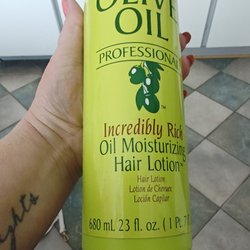 OLIVE
OIL
PROFESSIONAL
™
Incredibly Rich
Oil Moisturizing
Hair Lotion
Hair Lotion
Lotion de Cheveux
Loción Capilar
680 mL 23 fl. oz. (1 Pt. 7